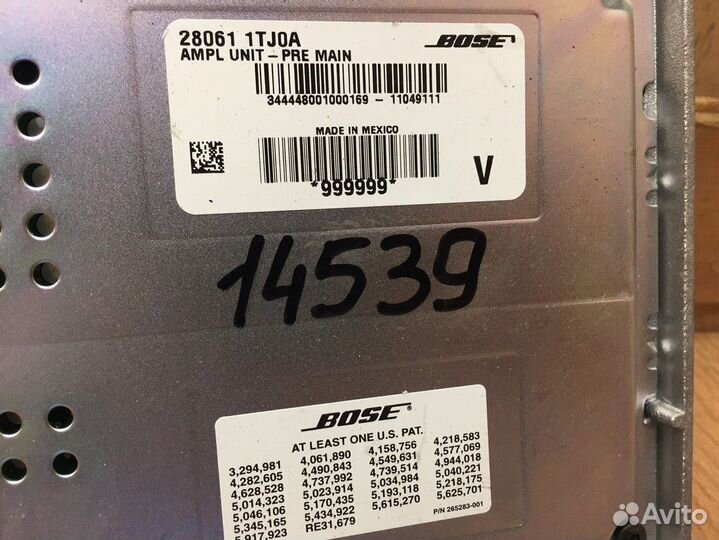 28061 1TJ0A
BOSE
AMPL UNIT - PRE MAIN
344448001000169 - 11049111
MADE IN MEXICO
*999999*
V
14539
BOSE®
AT LEAST ONE U.S. PAT.
3,294,981 4,061,890 4,158,756 4,218,583
4,282,605 4,490,843 4,549,631 4,577,069
4,628,528 4,737,992 4,739,514 4,944,018
5,014,323 5,023,914 5,034,984 5,040,221
5,046,106 5,170,435 5,193,118 5,218,175
5,345,165 5,434,922 5,615,270 5,625,701
5,917,923 RE31,679
P/N 265283-001
Avito